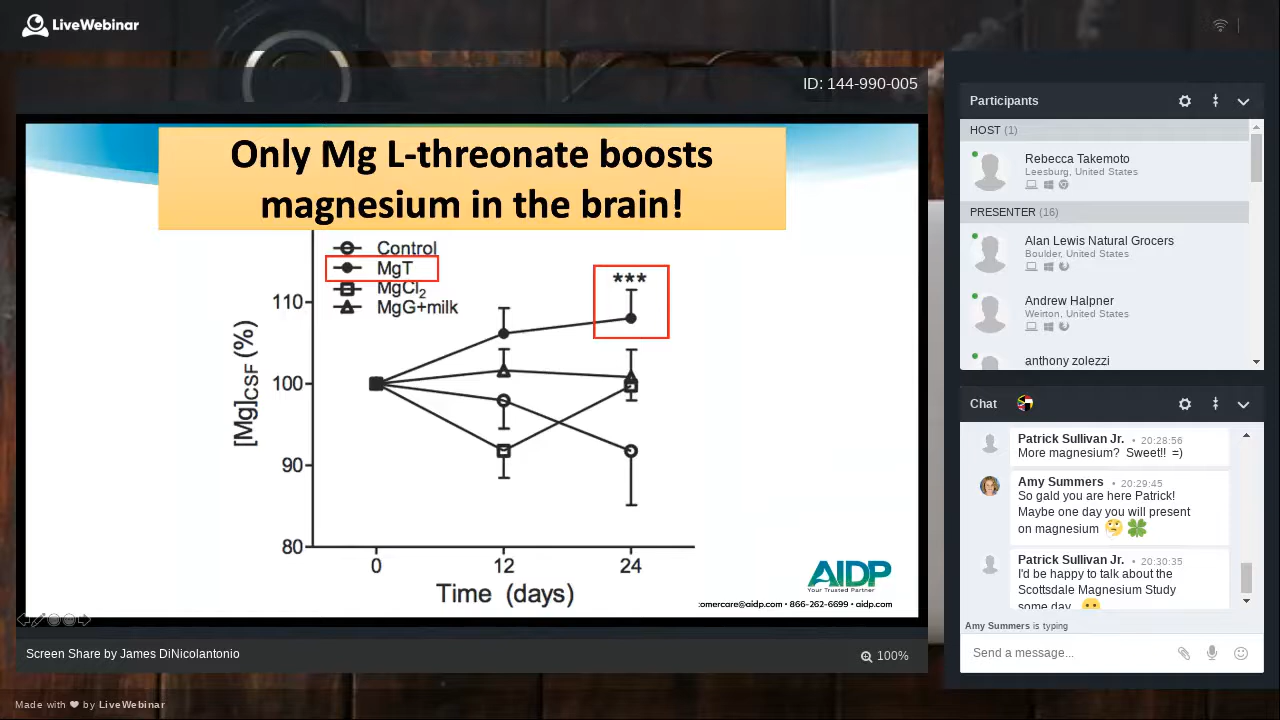 LiveWebinar
ID: 144-990-005
Only Mg L-threonate boosts
magnesium in the brain!
Control
MgT
MgCl2
MgG+milk
***
110
100
90
80
[Mg]CSF (%)
0 12 24
Time (days)
AIDP
Your Trusted Partner
:omercare@aidp.com • 866-262-6699 • aidp.com
Screen Share by James DiNicolantonio
100%
Made with ❤ by LiveWebinar
Participants
HOST (1)
Rebecca Takemoto
Leesburg, United States
PRESENTER (16)
Alan Lewis Natural Grocers
Boulder, United States
Andrew Halpner
Weirton, United States
anthony zolezzi
Chat
Patrick Sullivan Jr. • 20:28:56
More magnesium? Sweet!! =)
Amy Summers • 20:29:45
So gald you are here Patrick!
Maybe one day you will present
on magnesium 🤔 🍀
Patrick Sullivan Jr. • 20:30:35
I'd be happy to talk about the
Scottsdale Magnesium Study
some day
Amy Summers is typing
Send a message...